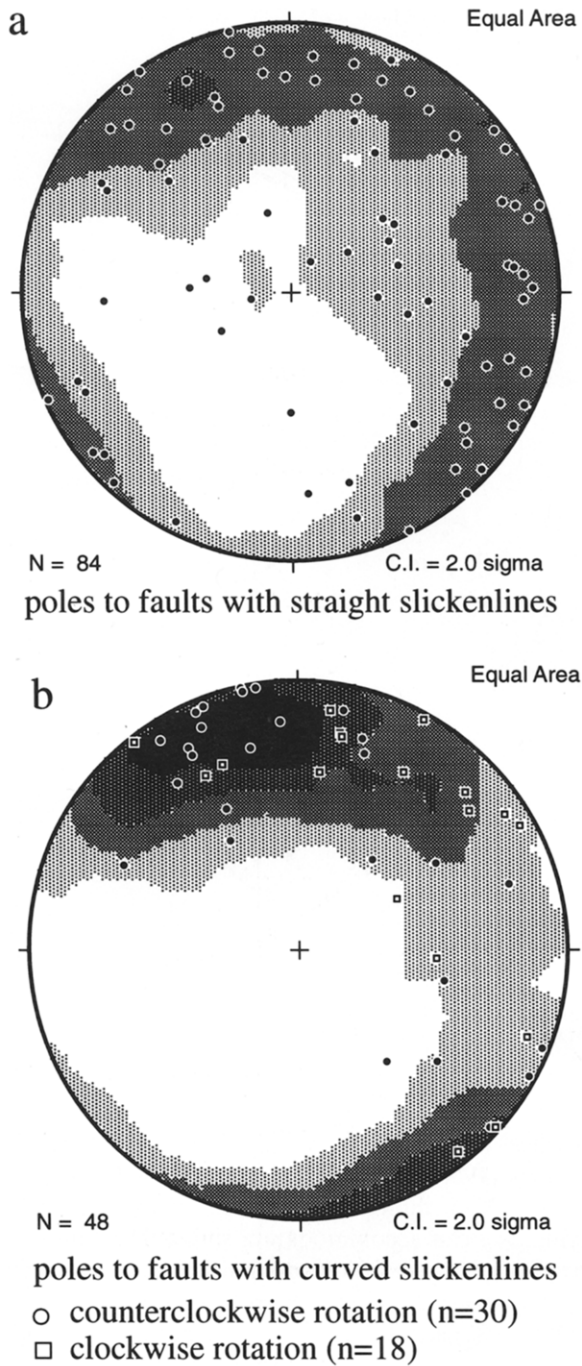 a
Equal Area
N = 84
C.I. = 2.0 sigma
poles to faults with straight slickenlines
b
Equal Area
N = 48
C.I. = 2.0 sigma
poles to faults with curved slickenlines
counterclockwise rotation (n=30)
clockwise rotation (n=18)